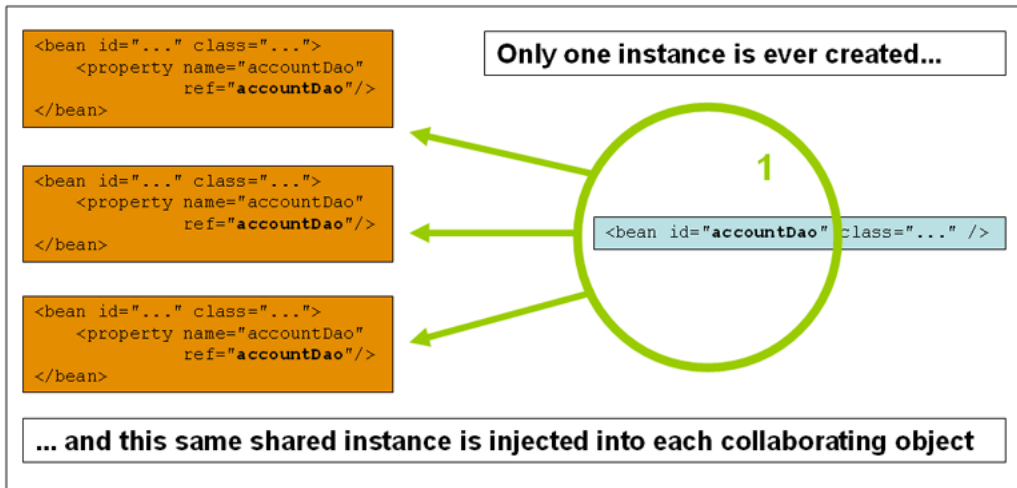 <bean id="..." class="...">
<property name="accountDao"
ref="accountDao"/>
</bean>
Only one instance is ever created...
1
<bean id="..." class="...">
<property name="accountDao"
ref="accountDao"/>
</bean>
<bean id="accountDao" class="..." />
<bean id="..." class="...">
<property name="accountDao"
ref="accountDao"/>
</bean>
... and this same shared instance is injected into each collaborating object